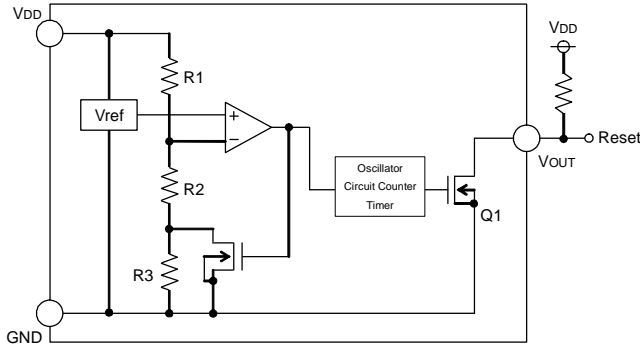 VDD
VDD
R1
Vref
+
−
Reset
VOUT
Oscillator
Circuit Counter
Timer
R2
Q1
R3
GND